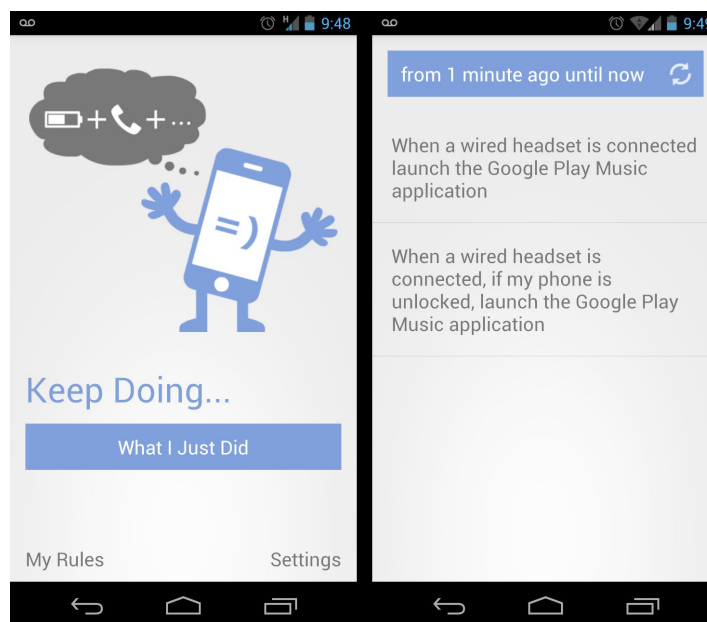 H 9:48
+ + ...
=)
Keep Doing...
What I Just Did
My Rules
Settings
9:49
from 1 minute ago until now
When a wired headset is connected
launch the Google Play Music
application
When a wired headset is
connected, if my phone is
unlocked, launch the Google Play
Music application